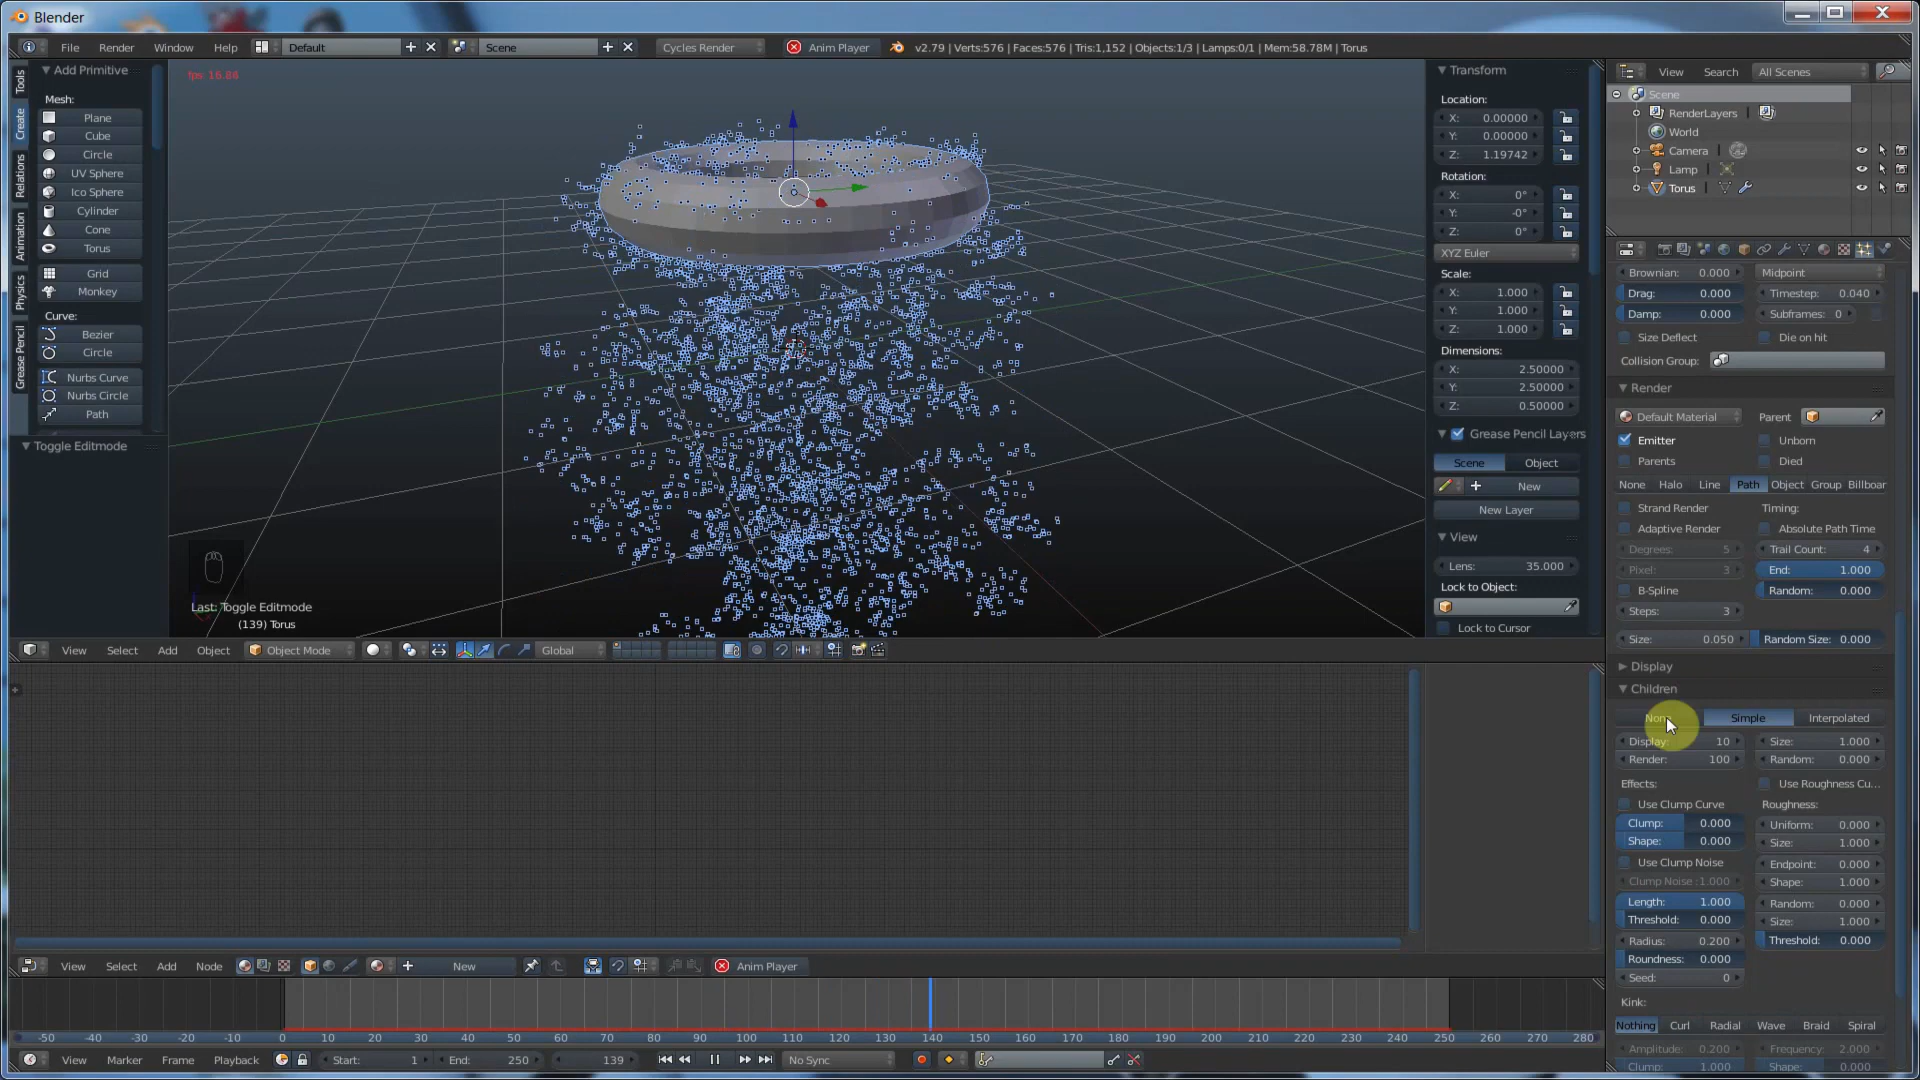 Blender
File Render Window Help Default Scene Cycles Render Anim Player v2.79 | Verts:576 | Faces:576 | Tris:1,152 | Objects:1/3 | Lamps:0/1 | Mem:58.78M | Torus
fps: 16.84
Tools
Create
Relations
Animation
Physics
Grease Pencil
Add Primitive
Mesh:
Plane
Cube
Circle
UV Sphere
Ico Sphere
Cylinder
Cone
Torus
Grid
Monkey
Curve:
Bezier
Circle
Nurbs Curve
Nurbs Circle
Path
Toggle Editmode
Last: Toggle Editmode
(139) Torus
Transform
Location:
X: 0.00000
Y: 0.00000
Z: 1.19742
Rotation:
X: 0°
Y: -0°
Z: 0°
XYZ Euler
Scale:
X: 1.000
Y: 1.000
Z: 1.000
Dimensions:
X: 2.50000
Y: 2.50000
Z: 0.50000
Grease Pencil Layers
Scene Object
New
New Layer
View
Lens: 35.000
Lock to Object:
Lock to Cursor
View Search All Scenes
Scene
RenderLayers
World
Camera
Lamp
Torus
Brownian: 0.000 Midpoint
Drag: 0.000 Timestep: 0.040
Damp: 0.000 Subframes: 0
Size Deflect Die on hit
Collision Group:
Render
Default Material Parent
Emitter Unborn
Parents Died
None Halo Line Path Object Group Billboar
Strand Render Timing:
Adaptive Render Absolute Path Time
Degrees: 5 Trail Count: 4
Pixel: 3 End: 1.000
B-Spline Random: 0.000
Steps: 3
Size: 0.050 Random Size: 0.000
Display
Children
Simple Interpolated
Display: 10 Size: 1.000
Render: 100 Random: 0.000
Effects: Use Roughness Cu...
Use Clump Curve Roughness:
Clump: 0.000 Uniform: 0.000
Shape: 0.000 Size: 1.000
Use Clump Noise Endpoint: 0.000
Clump Noise :1.000 Shape: 1.000
Length: 1.000 Random: 0.000
Threshold: 0.000 Size: 1.000
Radius: 0.200 Threshold: 0.000
Roundness: 0.000
Seed: 0
Kink:
Nothing Curl Radial Wave Braid Spiral
Amplitude: 0.200 Frequency: 2.000
Clump: 1.000 Shape: 0.000
View Select Add Object Object Mode Global
View Select Add Node New Anim Player
-50 -40 -30 -20 -10 0 10 20 30 40 50 60 70 80 90 100 110 120 130 140 150 160 170 180 190 200 210 220 230 240 250 260 270 280
View Marker Frame Playback Start: 1 End: 250 139 No Sync